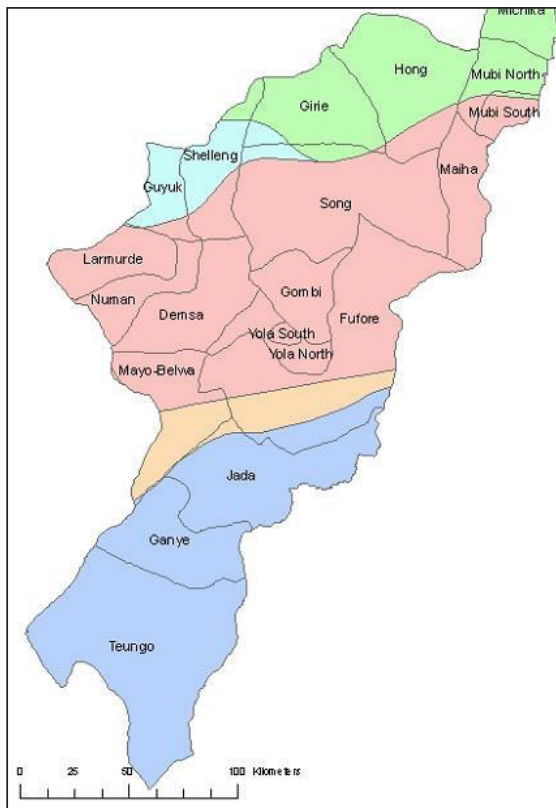 Michika
Hong
Mubi North
Girie
Mubi South
Shelleng
Maiha
Guyuk
Song
Larmurde
Gombi
Numan
Demsa
Fufore
Yola South
Yola North
Mayo-Belwa
Jada
Ganye
Teungo
0 25 50 100 Kilometers